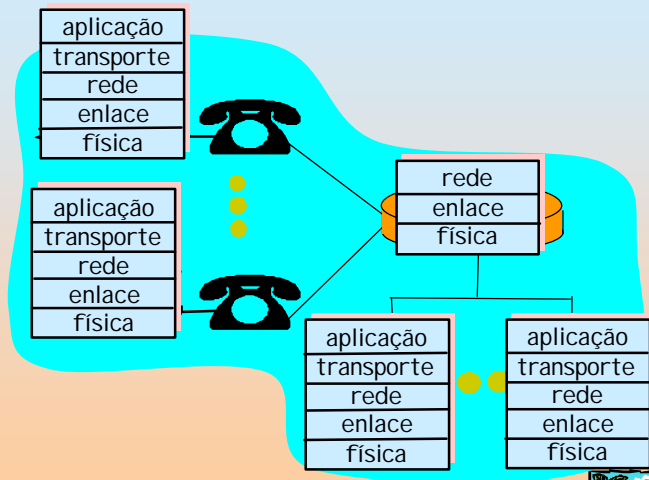 aplicação
transporte
rede
enlace
física
aplicação
transporte
rede
enlace
física
rede
enlace
física
aplicação
transporte
rede
enlace
física
aplicação
transporte
rede
enlace
física